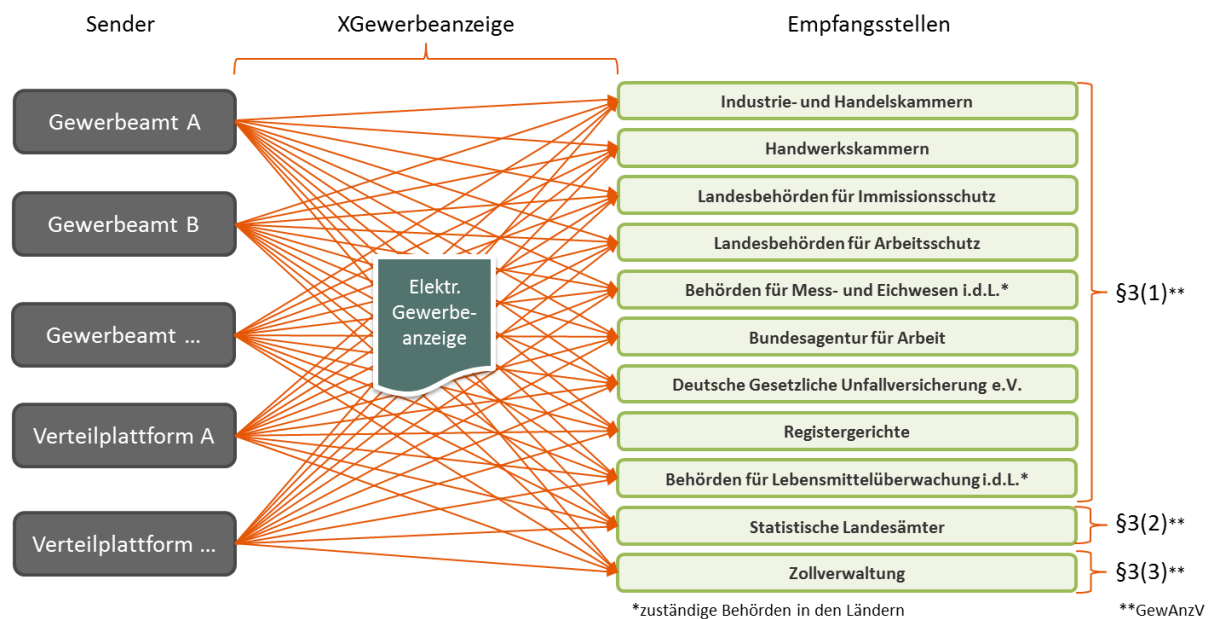 Sender
XGewerbeanzeige
Empfangsstellen
Gewerbeamt A
Gewerbeamt B
Gewerbeamt ...
Verteilplattform A
Verteilplattform ...
Elektr.
Gewerbe-
anzeige
Industrie- und Handelskammern
Handwerkskammern
Landesbehörden für Immissionsschutz
Landesbehörden für Arbeitsschutz
Behörden für Mess- und Eichwesen i.d.L.*
Bundesagentur für Arbeit
Deutsche Gesetzliche Unfallversicherung e.V.
Registergerichte
Behörden für Lebensmittelüberwachung i.d.L.*
Statistische Landesämter
Zollverwaltung
§3(1)**
§3(2)**
§3(3)**
*zuständige Behörden in den Ländern
**GewAnzV